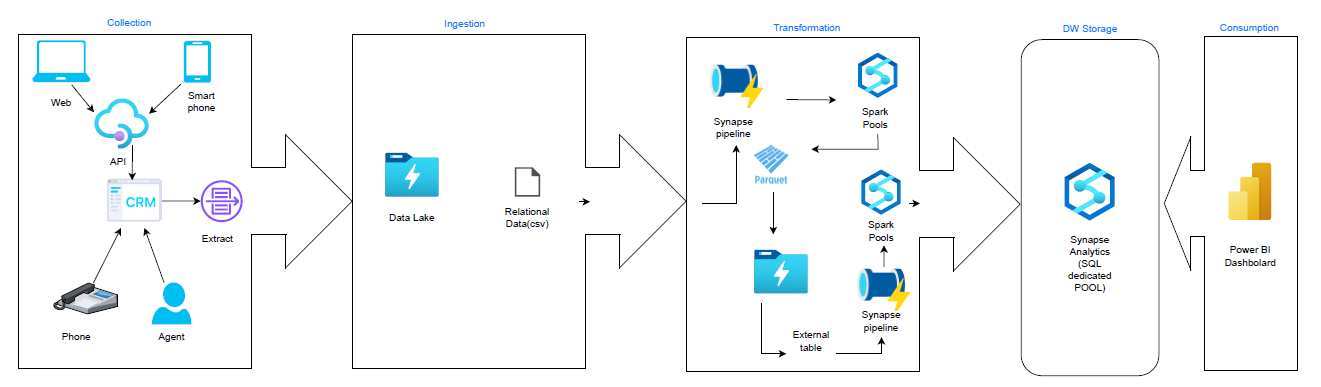 Collection
Ingestion
Transformation
DW Storage
Consumption
Web
Smart
phone
API
CRM
Extract
Phone
Agent
Data Lake
Relational
Data(csv)
Synapse
pipeline
Spark
Pools
Parquet
Spark
Pools
Synapse
pipeline
External
table
Synapse
Analytics
(SQL
dedicated
POOL)
Power BI
Dashbolard